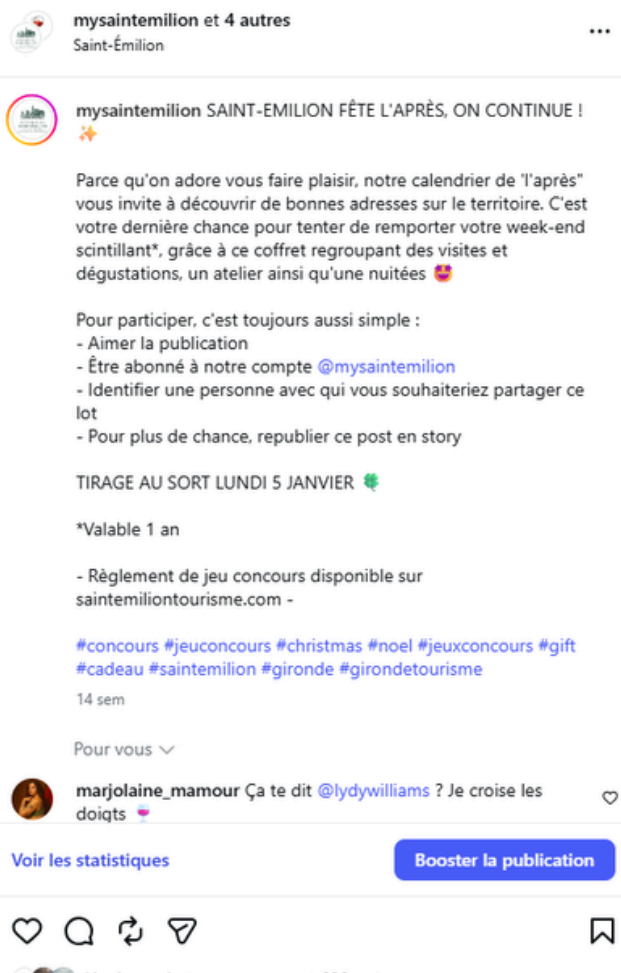 mysaintemilion et 4 autres
Saint-Émilion
mysaintemilion SAINT-EMILION FÊTE L'APRÈS, ON CONTINUE !
✨
Parce qu'on adore vous faire plaisir, notre calendrier de 'l'après"
vous invite à découvrir de bonnes adresses sur le territoire. C'est
votre dernière chance pour tenter de remporter votre week-end
scintillant*, grâce à ce coffret regroupant des visites et
dégustations, un atelier ainsi qu'une nuitées 🤩
Pour participer, c'est toujours aussi simple :
- Aimer la publication
- Être abonné à notre compte @mysaintemilion
- Identifier une personne avec qui vous souhaiteriez partager ce
lot
- Pour plus de chance, republier ce post en story
TIRAGE AU SORT LUNDI 5 JANVIER 🍀
*Valable 1 an
- Règlement de jeu concours disponible sur
saintemiliontourisme.com -
#concours #jeuconcours #christmas #noel #jeuxconcours #gift
#cadeau #saintemilion #gironde #girondetourisme
14 sem
Pour vous
marjolaine_mamour Ça te dit @lydywilliams ? Je croise les
doigts 🍷
Voir les statistiques
Booster la publication